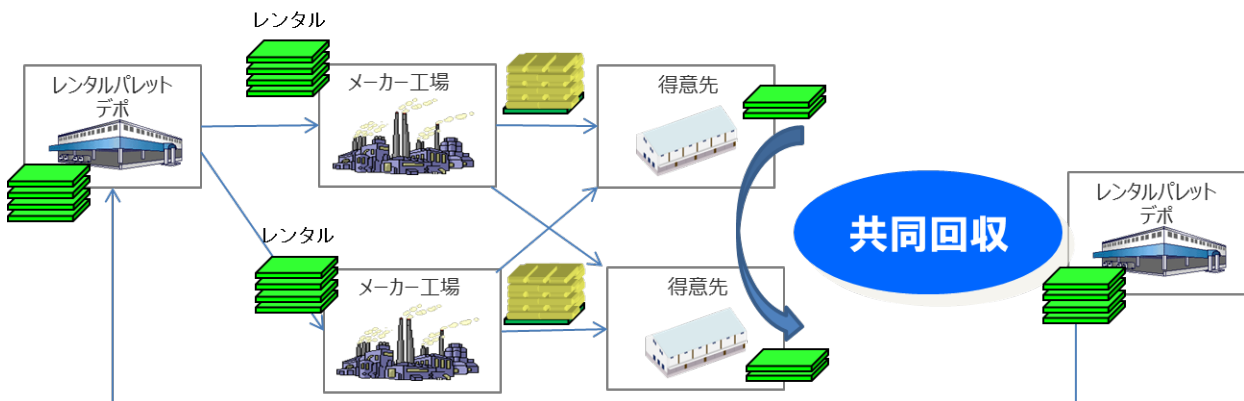 レンタル
レンタルパレット
デポ
メーカー工場
得意先
レンタル
メーカー工場
得意先
共同回収
レンタルパレット
デポ